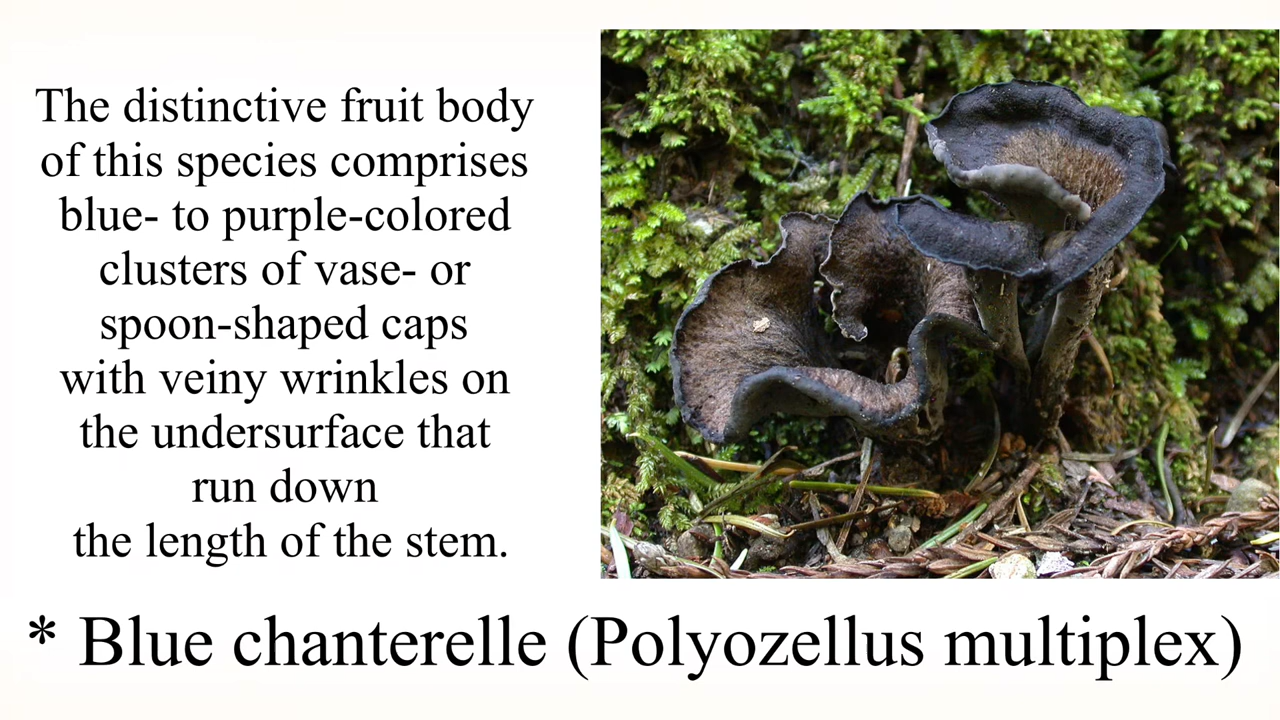 The distinctive fruit body
of this species comprises
blue- to purple-colored
clusters of vase- or
spoon-shaped caps
with veiny wrinkles on
the undersurface that
run down
the length of the stem.
* Blue chanterelle (Polyozellus multiplex)